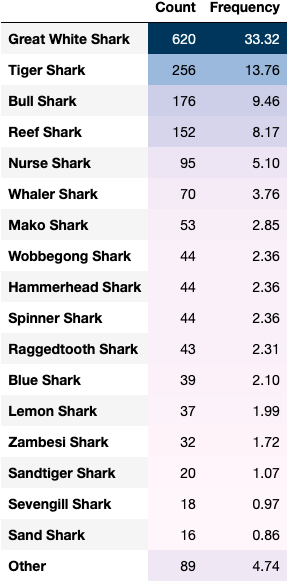 Count Frequency
Great White Shark 620 33.32
Tiger Shark 256 13.76
Bull Shark 176 9.46
Reef Shark 152 8.17
Nurse Shark 95 5.10
Whaler Shark 70 3.76
Mako Shark 53 2.85
Wobbegong Shark 44 2.36
Hammerhead Shark 44 2.36
Spinner Shark 44 2.36
Raggedtooth Shark 43 2.31
Blue Shark 39 2.10
Lemon Shark 37 1.99
Zambesi Shark 32 1.72
Sandtiger Shark 20 1.07
Sevengill Shark 18 0.97
Sand Shark 16 0.86
Other 89 4.74